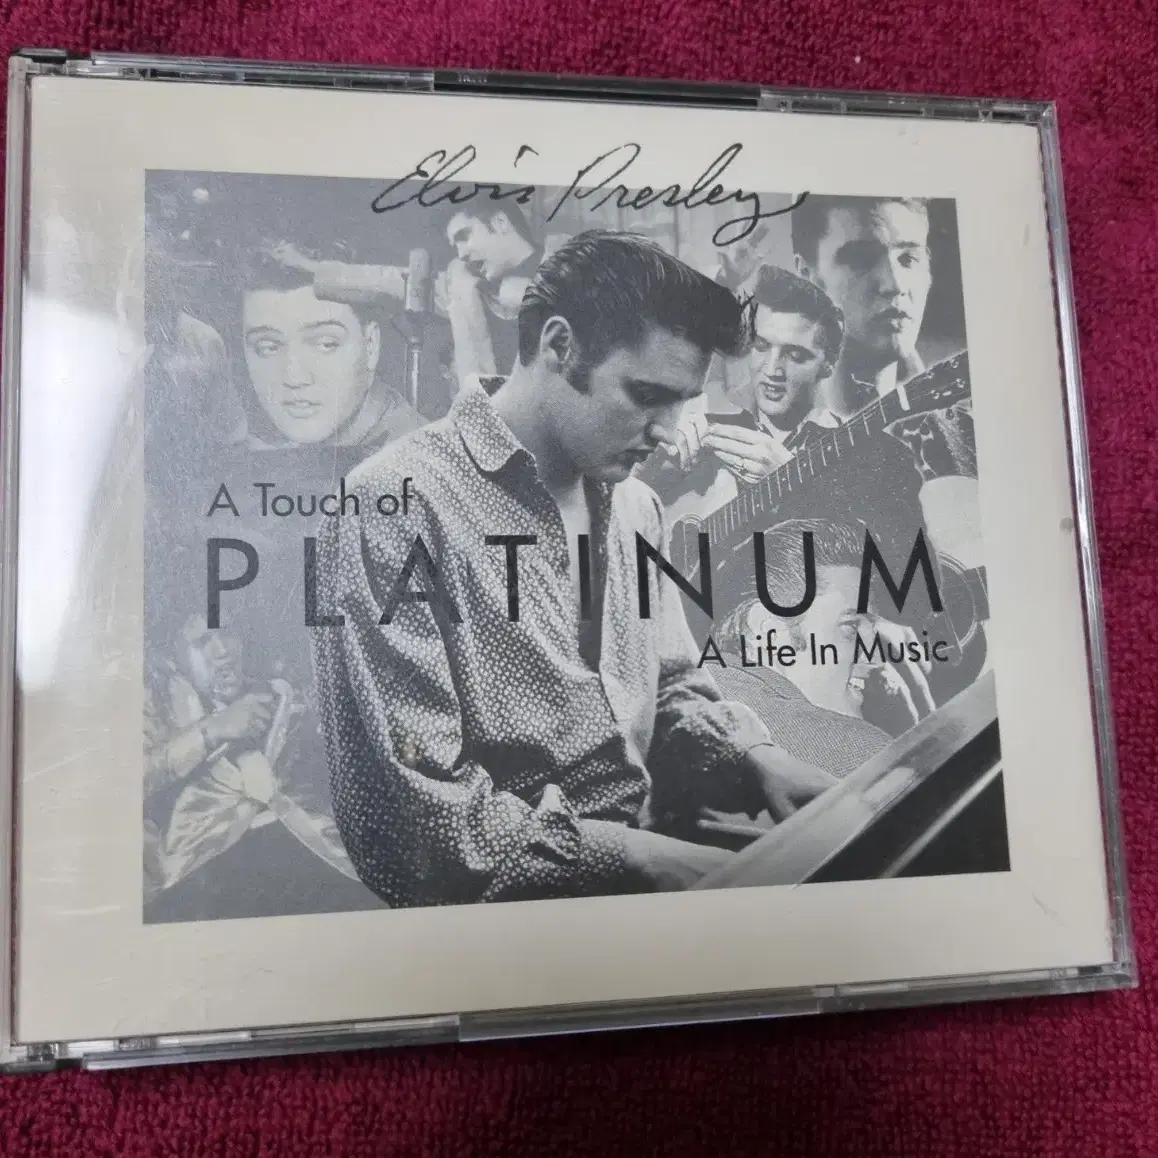 Elvis Presley
A Touch of
PLATINUM
A Life In Music